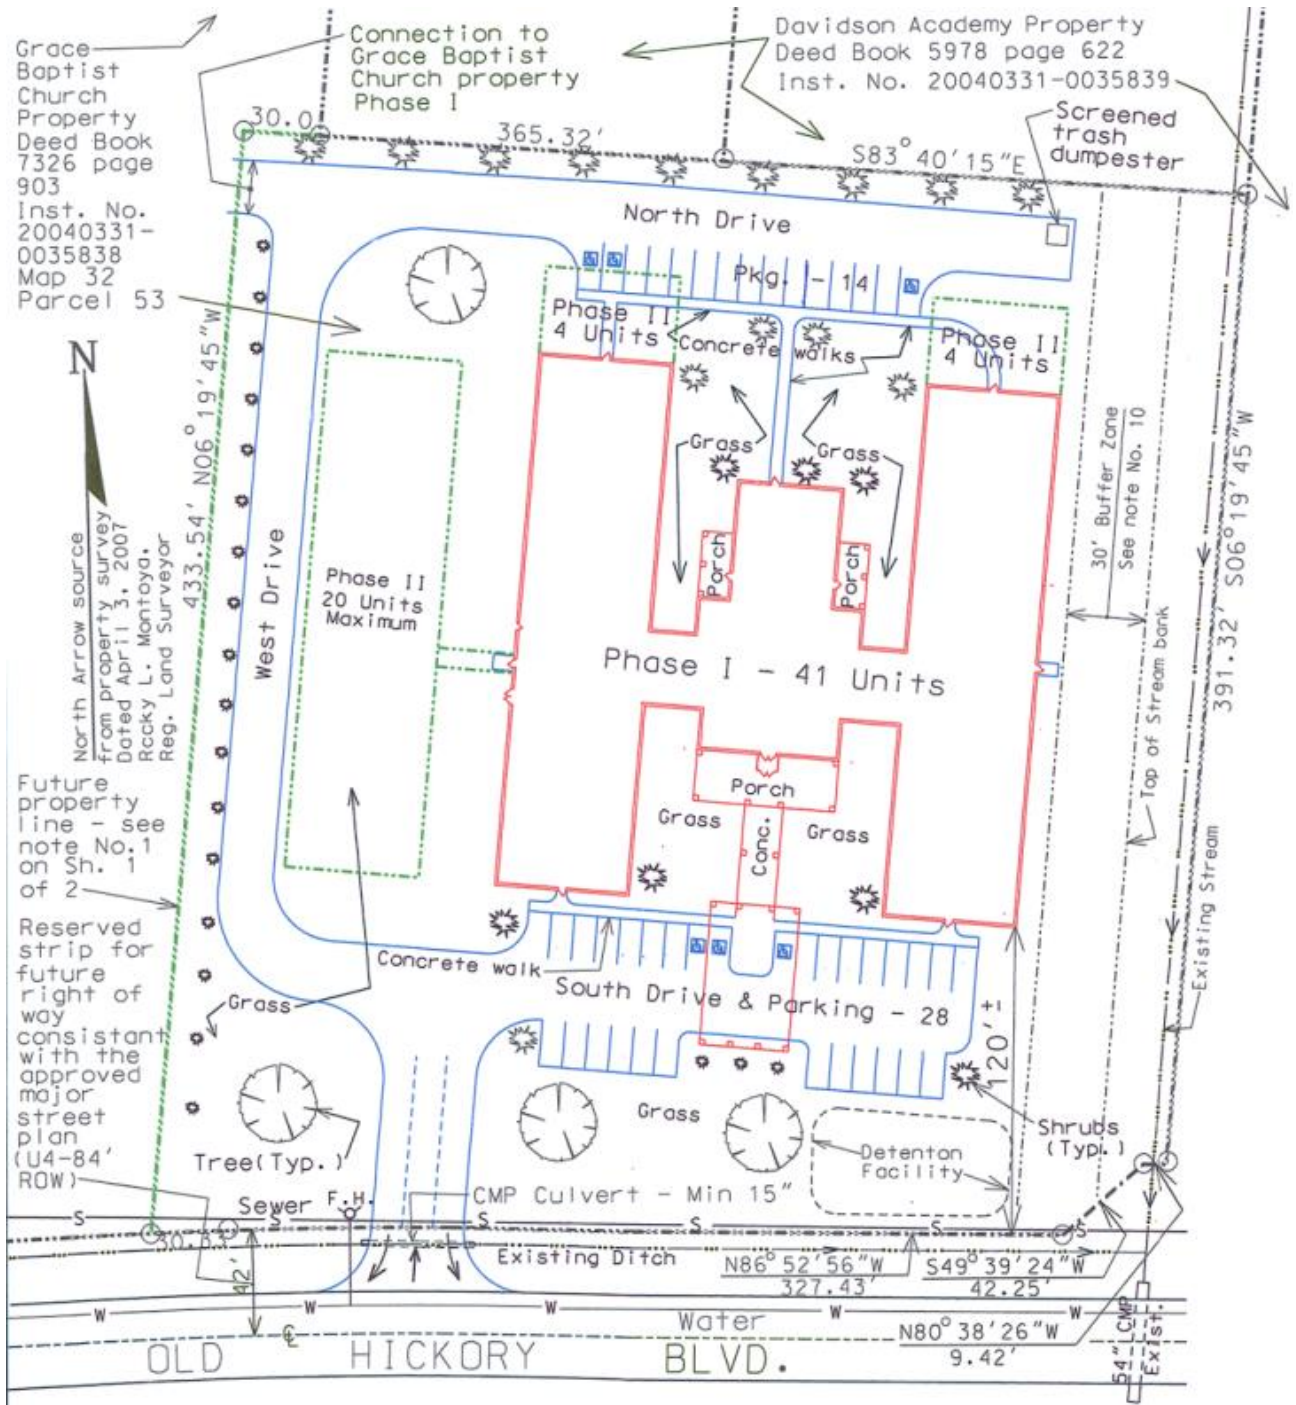 Grace
Baptist
Church
Property
Deed Book
7326 page
903
Inst. No.
20040331-
0035838
Map 32
Parcel 53
Connection to
Grace Baptist
Church property
Phase I
Davidson Academy Property
Deed Book 5978 page 622
Inst. No. 20040331-0035839
Screened
trash
dumpester
30.0
365.32'
S83°40'15"E
North Drive
Pkg. - 14
Phase II
4 Units
Concrete walks
Phase II
4 Units
Grass
Grass
N
North Arrow source
from property survey
Dated April 3, 2007
Rocky L. Montoya.
Reg. Land Surveyor
433.54' N06°19'45"W
West Drive
Phase II
20 Units
Maximum
Porch
Porch
Phase I - 41 Units
30' Buffer Zone
See note No. 10
391.32' S06°19'45"W
Top of Stream bank
Existing Stream
Porch
Grass
Grass
Conc.
Future
property
line - see
note No.1
on Sh. 1
of 2
Reserved
strip for
future
right of
way
consistant
with the
approved
major
street
plan
(U4-84'
ROW)
Concrete walk
South Drive & Parking - 28
Grass
120'±
Grass
Shrubs
(Typ.)
Detenton
Facility
Tree(Typ.)
Sewer
F.H.
CMP Culvert - Min 15"
S
S
S
S
S
S
30.63'
42'
Existing Ditch
N86°52'56"W
327.43'
S49°39'24"W
42.25'
W
W
W
W
W
Water
N80°38'26"W
9.42'
54" CMP
Exist.
OLD HICKORY BLVD.